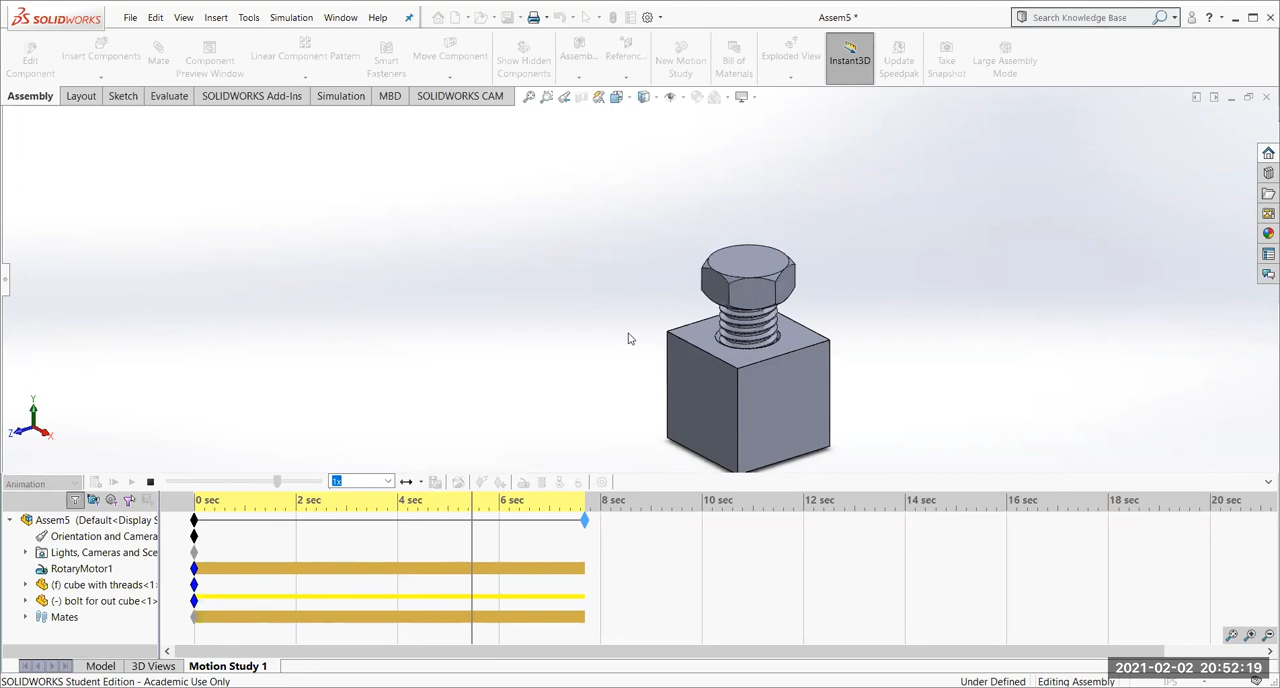 SOLIDWORKS File Edit View Insert Tools Simulation Window Help Assem5 * Search Knowledge Base
Edit Component Insert Components Mate Component Preview Window Linear Component Pattern Smart Fasteners Move Component Show Hidden Components Assemb... Referenc... New Motion Study Bill of Materials Exploded View Instant3D Update Speedpak Take Snapshot Large Assembly Mode
Assembly Layout Sketch Evaluate SOLIDWORKS Add-Ins Simulation MBD SOLIDWORKS CAM
Y
Z X
Animation 1x
0 sec 2 sec 4 sec 6 sec 8 sec 10 sec 12 sec 14 sec 16 sec 18 sec 20 sec
Assem5 (Default<Display S
Orientation and Camera
Lights, Cameras and Sce
RotaryMotor1
(f) cube with threads<1>
(-) bolt for out cube<1>
Mates
Model 3D Views Motion Study 1
2021-02-02 20:52:19
SOLIDWORKS Student Edition - Academic Use Only Under Defined Editing Assembly IPS